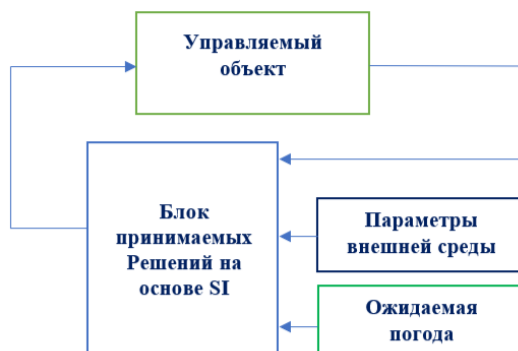 Управляемый
объект
Блок
принимаемых
Решений на
основе SI
Параметры
внешней среды
Ожидаемая
погода